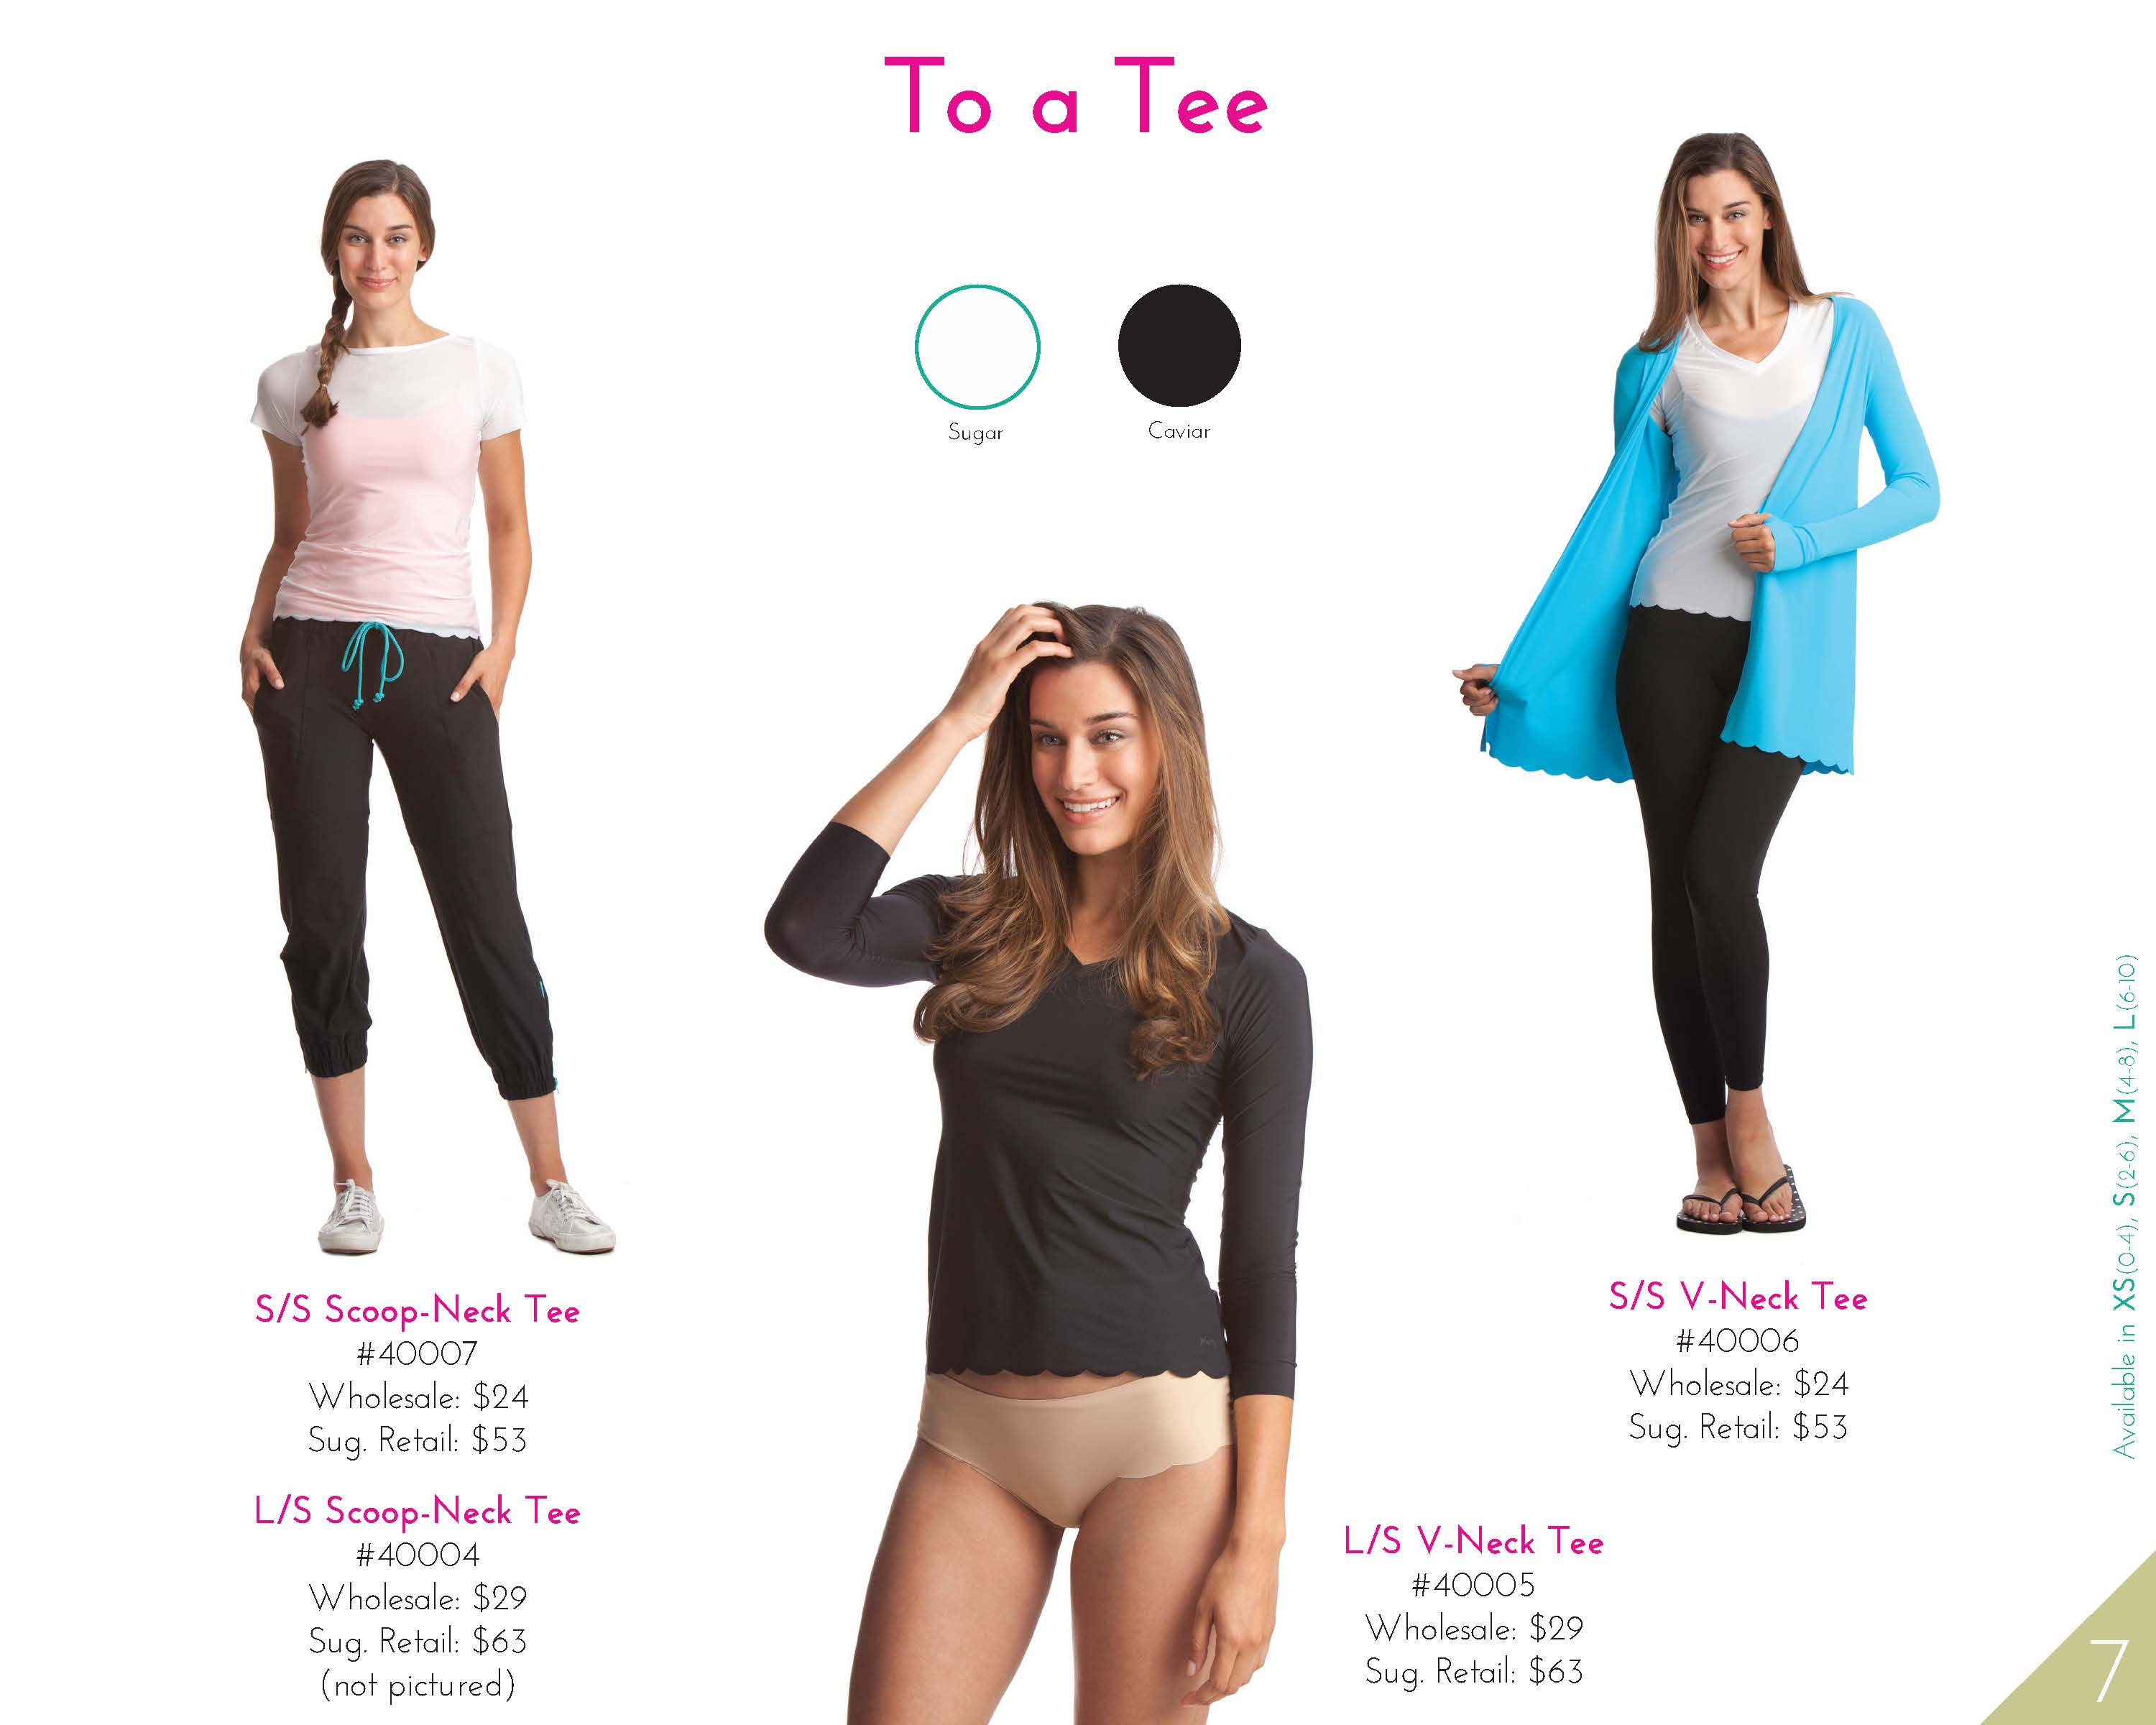 To a Tee
Sugar
Caviar
S/S Scoop-Neck Tee
#40007
Wholesale: $24
Sug. Retail: $53
L/S Scoop-Neck Tee
#40004
Wholesale: $29
Sug. Retail: $63
(not pictured)
L/S V-Neck Tee
#40005
Wholesale: $29
Sug. Retail: $63
S/S V-Neck Tee
#40006
Wholesale: $24
Sug. Retail: $53
Available in XS(0-4), S(2-6), M(4-8), L(6-10)
7